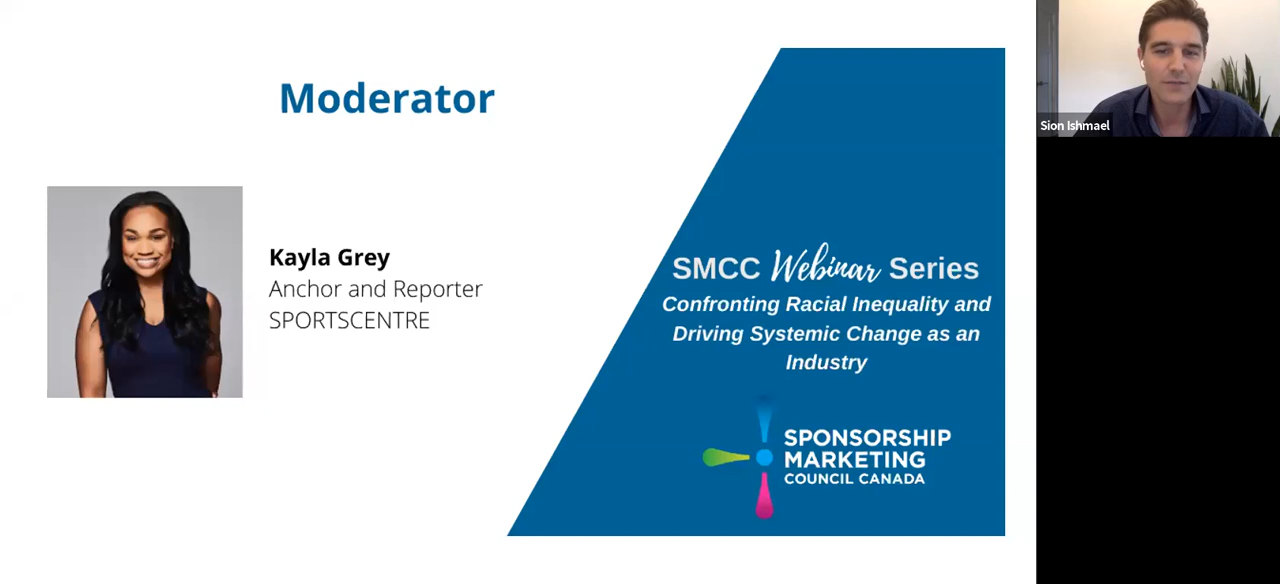 Moderator
Kayla Grey
Anchor and Reporter
SPORTSCENTRE
SMCC Webinar Series
Confronting Racial Inequality and
Driving Systemic Change as an
Industry
SPONSORSHIP
MARKETING
COUNCIL CANADA
Sion Ishmael